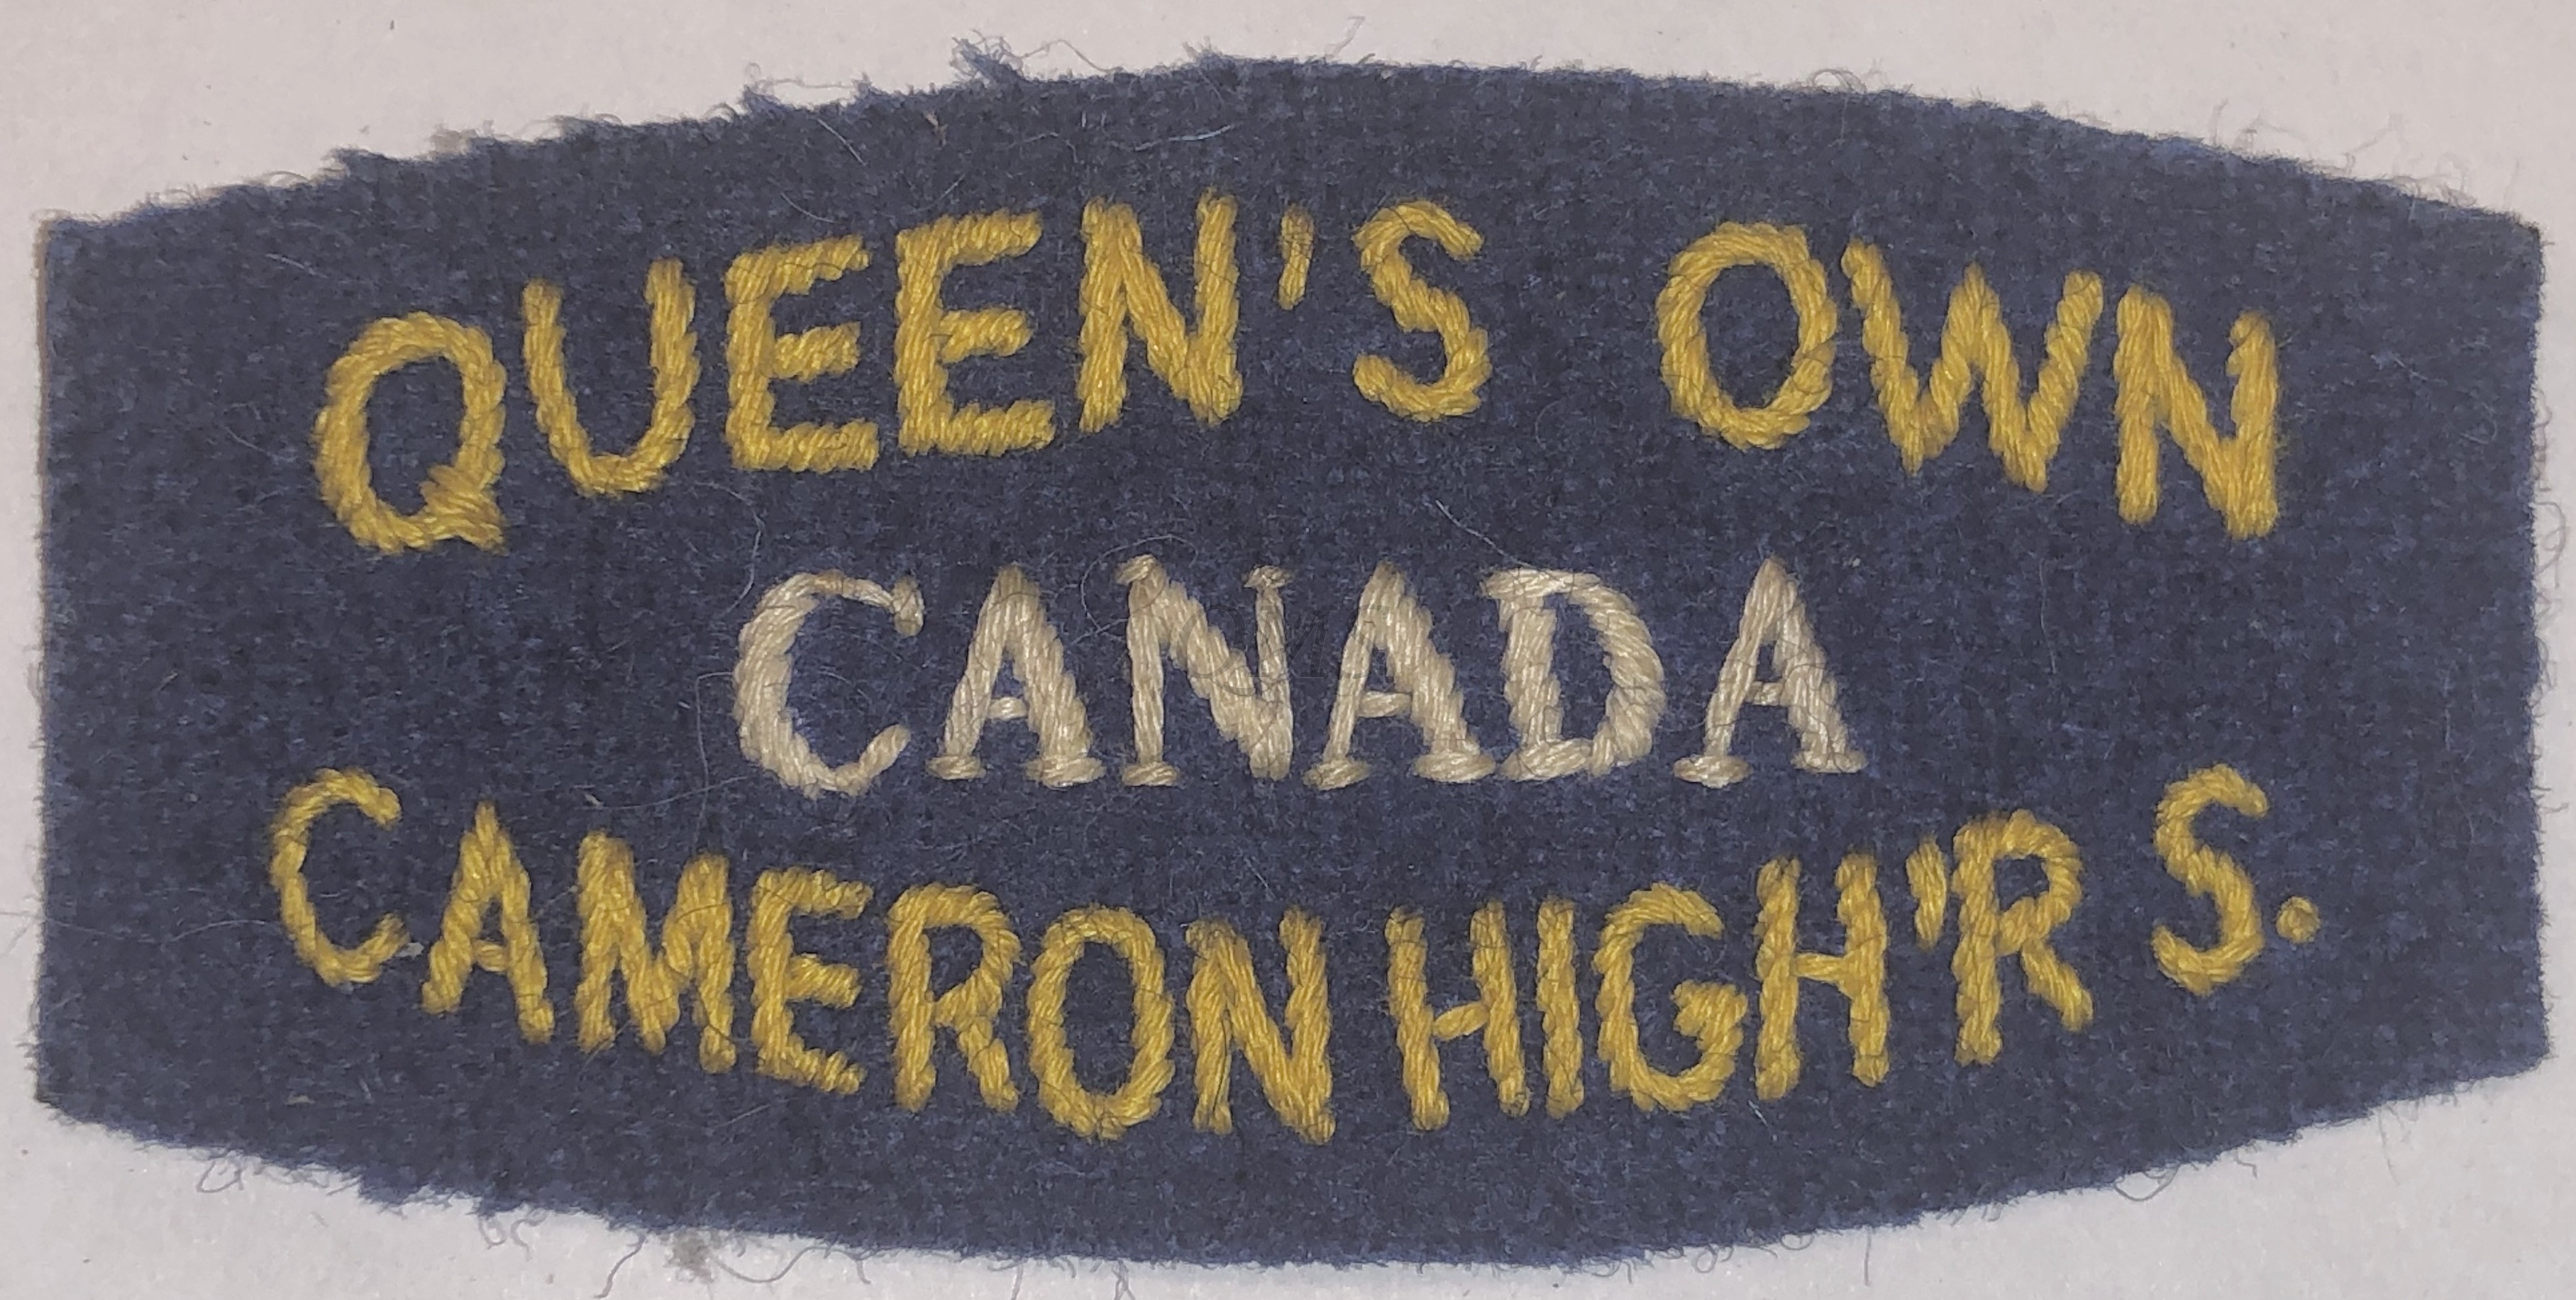 QUEEN'S OWN
CANADA
CAMERON HIGH'R S.